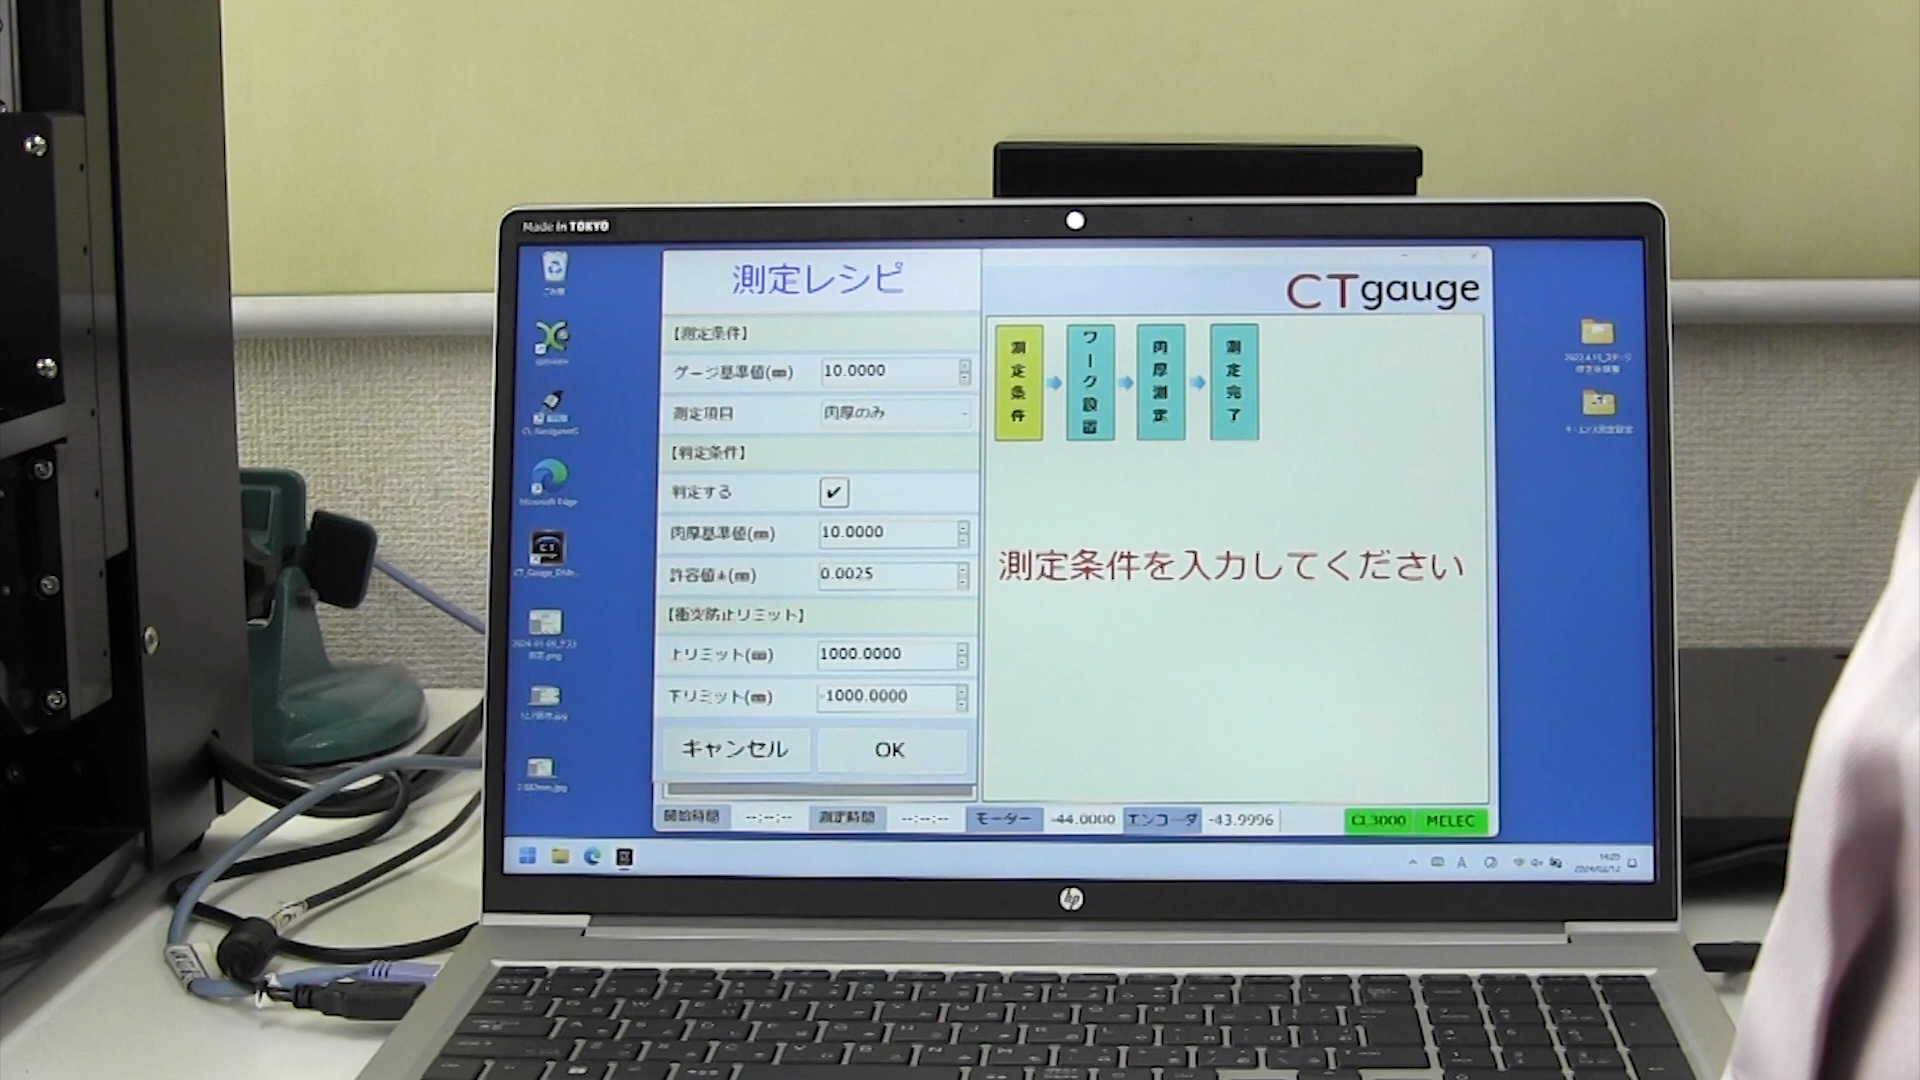 Made in TOKYO
ごみ箱
Microsoft Edge
測定レシピ
【測定条件】
ゲージ基準値(mm) 10.0000
測定項目 肉厚のみ
【判定条件】
判定する ✔
肉厚基準値(mm) 10.0000
許容値±(mm) 0.0025
【衝突防止リミット】
上リミット(mm) 1000.0000
下リミット(mm) -1000.0000
キャンセル OK
CTgauge
測定条件
ワーク設置
肉厚測定
測定完了
測定条件を入力してください
開始時間 --:--:-- 測定時間 --:--:-- モーター -44.0000 エンコーダ -43.9996 CL3000 MELEC
A
hp